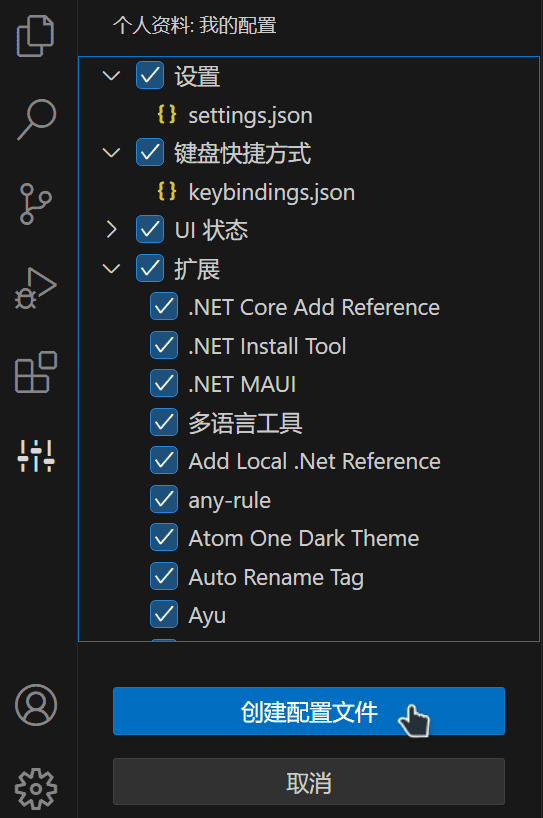 个人资料: 我的配置
设置
settings.json
键盘快捷方式
keybindings.json
UI 状态
扩展
.NET Core Add Reference
.NET Install Tool
.NET MAUI
多语言工具
Add Local .Net Reference
any-rule
Atom One Dark Theme
Auto Rename Tag
Ayu
创建配置文件
取消